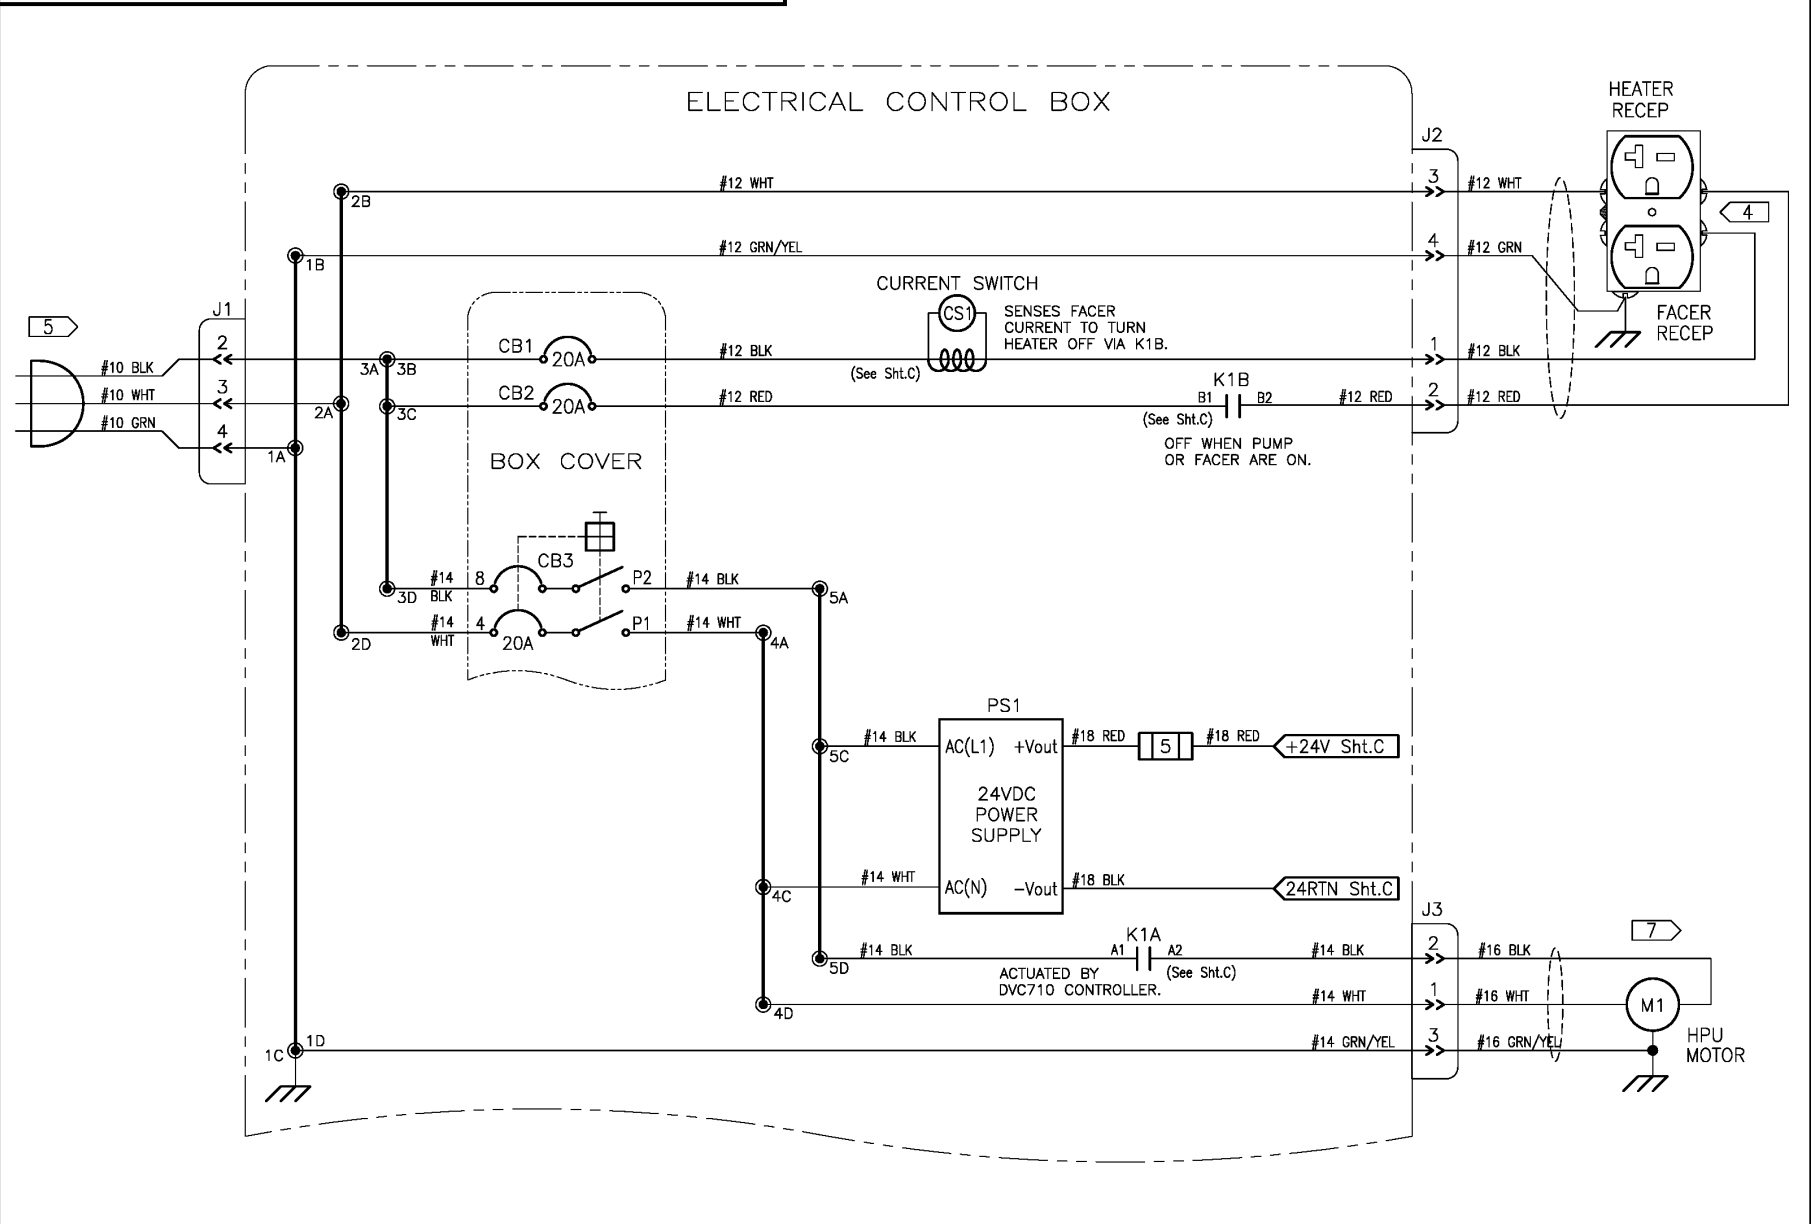 ELECTRICAL CONTROL BOX
HEATER
RECEP
J2
#12 WHT
3
#12 WHT
2B
4
#12 GRN/YEL
4
#12 GRN
1B
CURRENT SWITCH
CS1
SENSES FACER
CURRENT TO TURN
HEATER OFF VIA K1B.
FACER
RECEP
J1
5
2
CB1
20A
#12 BLK
1
#12 BLK
3A
3B
(See Sht.C)
#10 BLK
3
#10 WHT
2A
CB2
20A
#12 RED
K1B
B1
B2
#12 RED
2
#12 RED
3C
(See Sht.C)
#10 GRN
4
1A
OFF WHEN PUMP
OR FACER ARE ON.
BOX COVER
CB3
#14
BLK
8
P2
#14 BLK
3D
5A
#14
WHT
4
20A
P1
#14 WHT
2D
4A
PS1
#14 BLK
AC(L1)
+Vout
#18 RED
5
#18 RED
+24V Sht.C
5C
24VDC
POWER
SUPPLY
#14 WHT
AC(N)
-Vout
#18 BLK
24RTN Sht.C
4C
J3
7
K1A
#14 BLK
A1
A2
#14 BLK
2
#16 BLK
5D
(See Sht.C)
ACTUATED BY
DVC710 CONTROLLER.
#14 WHT
1
#16 WHT
M1
4D
HPU
MOTOR
1C
1D
#14 GRN/YEL
3
#16 GRN/YEL